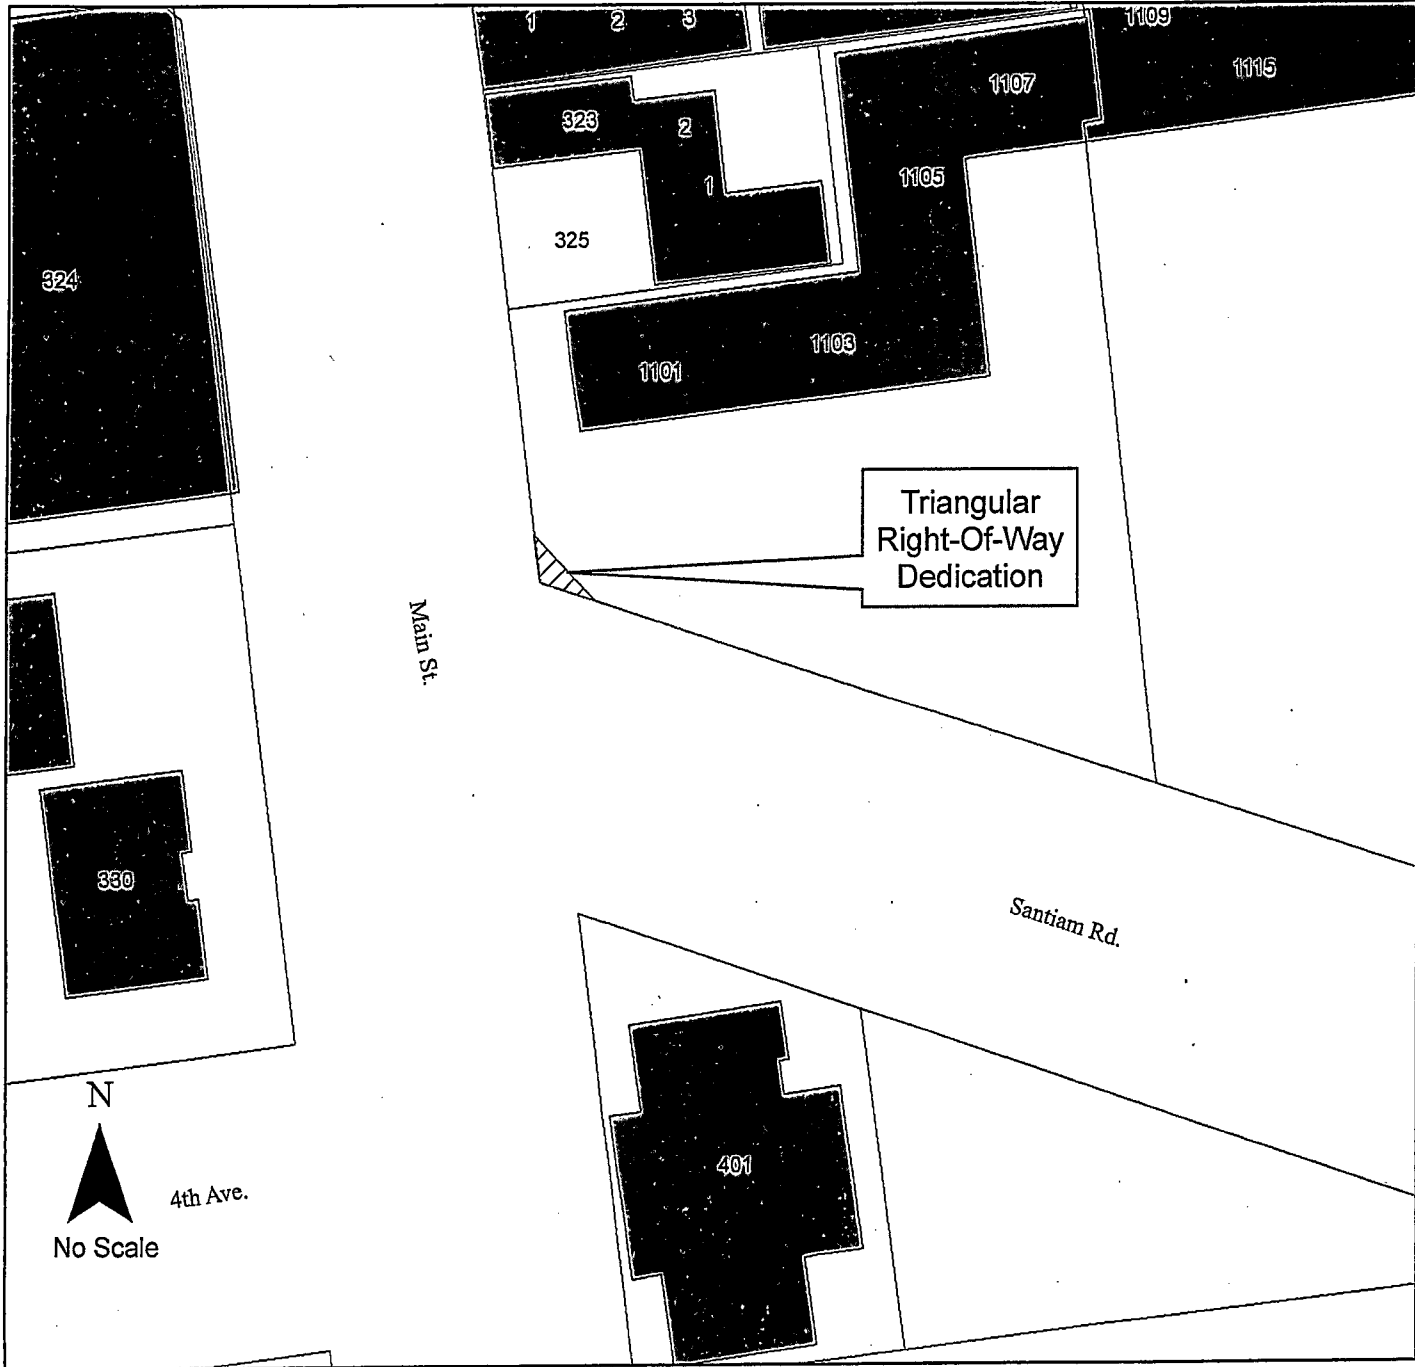 1 2 3
1109
1115
1107
323
2
1105
1
325
324
1103
1101
Triangular
Right-Of-Way
Dedication
Main St.
330
Santiam Rd.
N
401
4th Ave.
No Scale